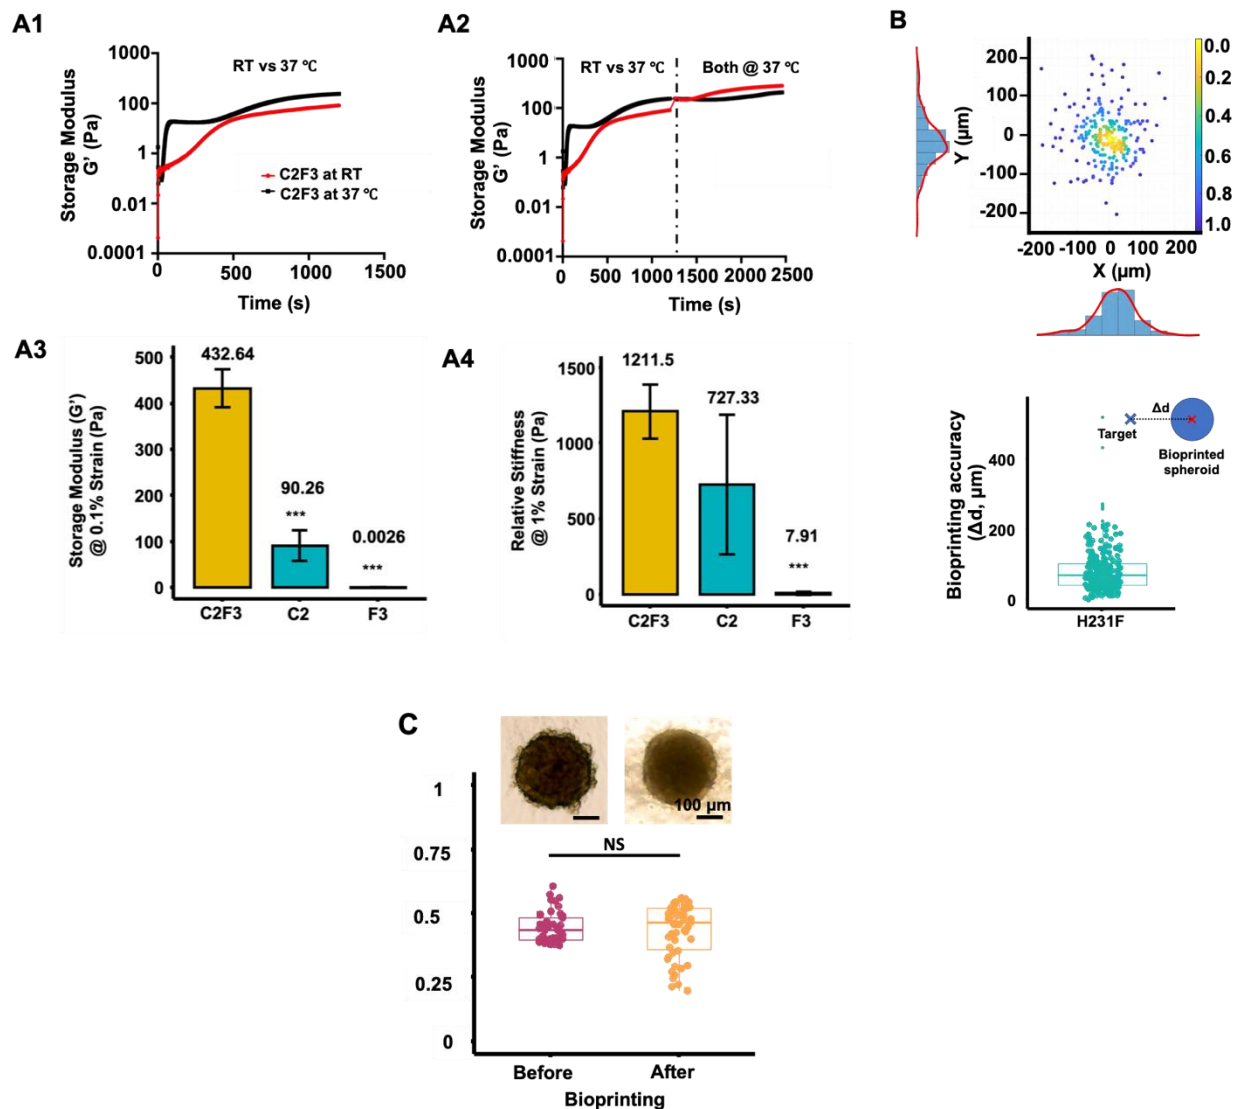 A1
1000
100
1
0.01
0.0001
Storage Modulus
G' (Pa)
RT vs 37 ℃
C2F3 at RT
C2F3 at 37 ℃
0
500
1000
1500
Time (s)
A2
1000
100
1
0.01
0.0001
Storage Modulus
G' (Pa)
RT vs 37 ℃
Both @ 37 ℃
0
500
1000
1500
2000
2500
Time (s)
B
200
100
0
-100
-200
Y (µm)
-200
-100
0
100
200
X (µm)
0.0
0.2
0.4
0.6
0.8
1.0
A3
500
400
300
200
100
0
Storage Modulus (G')
@ 0.1% Strain (Pa)
432.64
90.26
***
0.0026
***
C2F3
C2
F3
A4
1500
1000
500
0
Relative Stiffness
@ 1% Strain (Pa)
1211.5
727.33
7.91
***
C2F3
C2
F3
400
200
0
Bioprinting accuracy
(Δd, µm)
Δd
Target
Bioprinted
spheroid
H231F
C
1
0.75
0.5
0.25
0
100 µm
NS
Before
After
Bioprinting